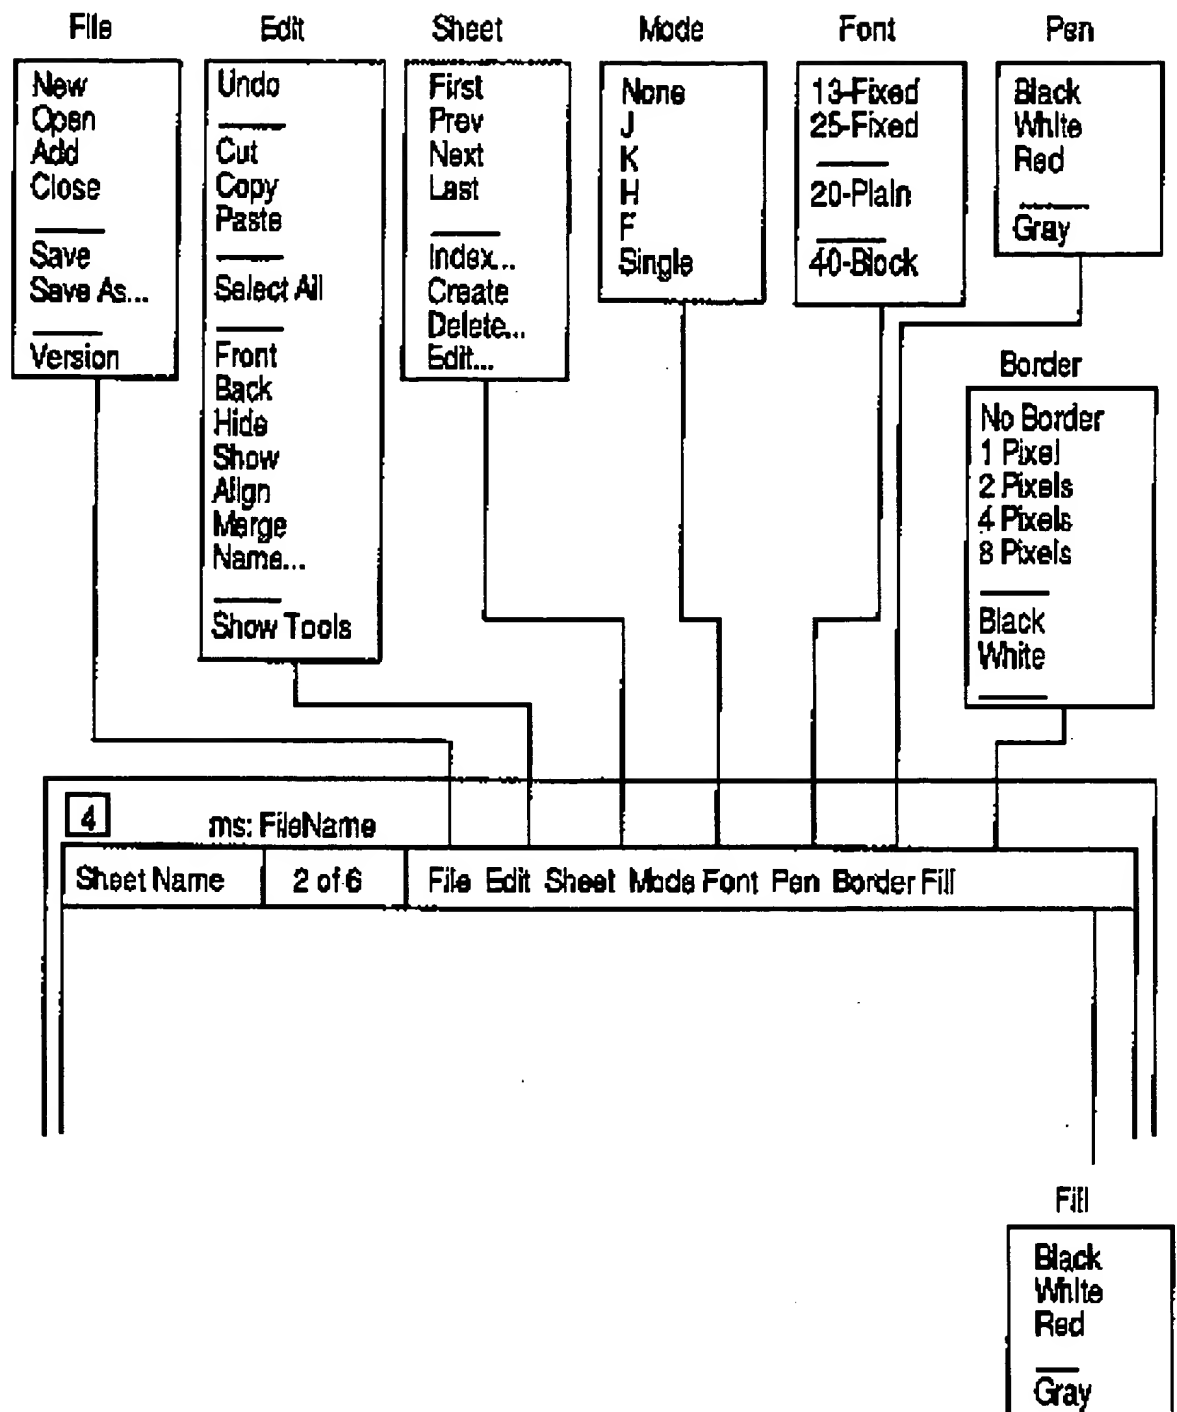 File
New
Open
Add
Close
Save
Save As...
Version
Edit
Undo
Cut
Copy
Paste
Select All
Front
Back
Hide
Show
Align
Merge
Name...
Show Tools
Sheet
First
Prev
Next
Last
Index...
Create
Delete...
Edit...
Mode
None
J
K
H
F
Single
Font
13-Fixed
25-Fixed
20-Plain
40-Block
Pen
Black
White
Red
Gray
Border
No Border
1 Pixel
2 Pixels
4 Pixels
8 Pixels
Black
White
4
ms: FileName
Sheet Name 2 of 6 File Edit Sheet Mode Font Pen Border Fill
Fill
Black
White
Red
Gray